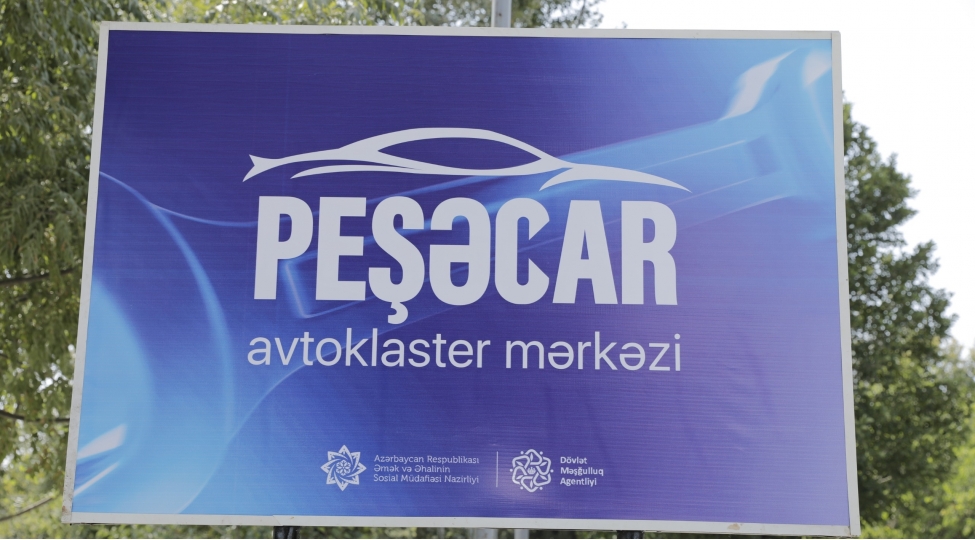 PEŞƏCAR
avtoklaster mərkəzi
Azərbaycan Respublikası
Əmək və Əhalinin
Sosial Müdafiəsi Nazirliyi
Dövlət
Məşğulluq
Agentliyi